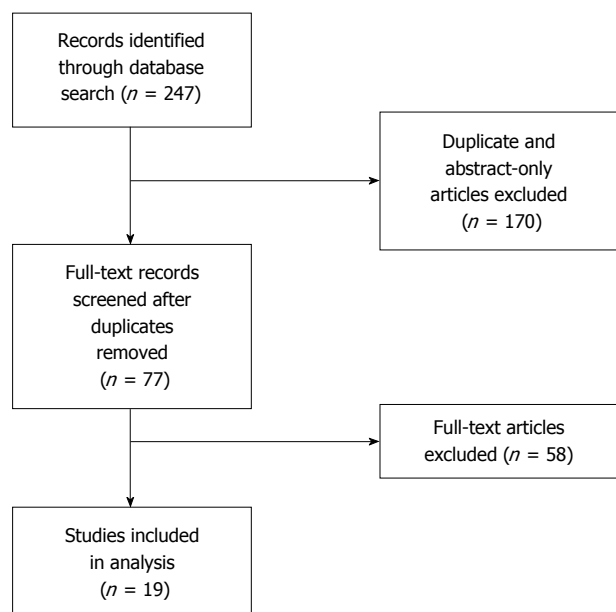 Records identified
through database
search (n = 247)
Duplicate and
abstract-only
articles excluded
(n = 170)
Full-text records
screened after
duplicates
removed
(n = 77)
Full-text articles
excluded (n = 58)
Studies included
in analysis
(n = 19)